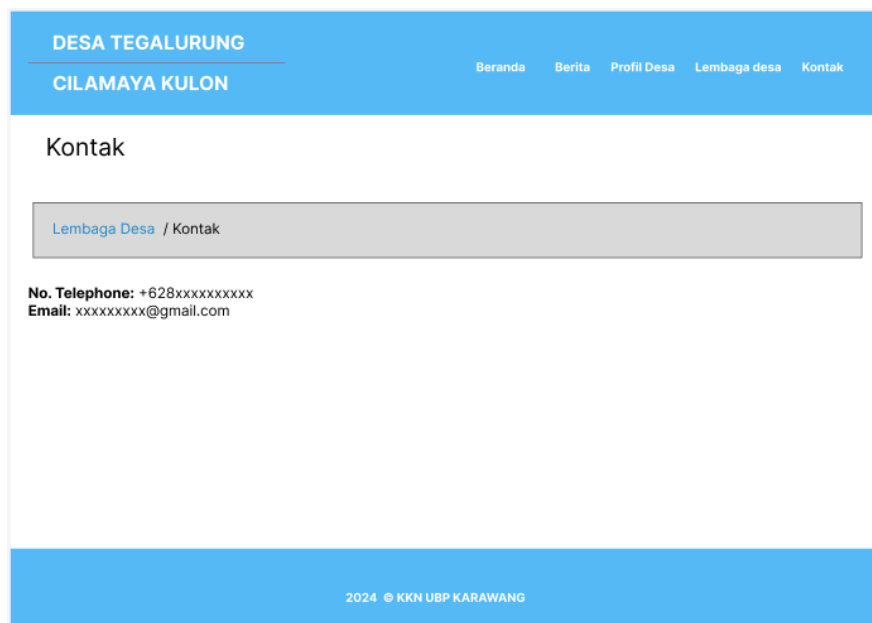 DESA TEGALURUNG
CILAMAYA KULON
Beranda Berita Profil Desa Lembaga desa Kontak
Kontak
Lembaga Desa / Kontak
No. Telephone: +628xxxxxxxxxx
Email: xxxxxxxxx@gmail.com
2024 © KKN UBP KARAWANG